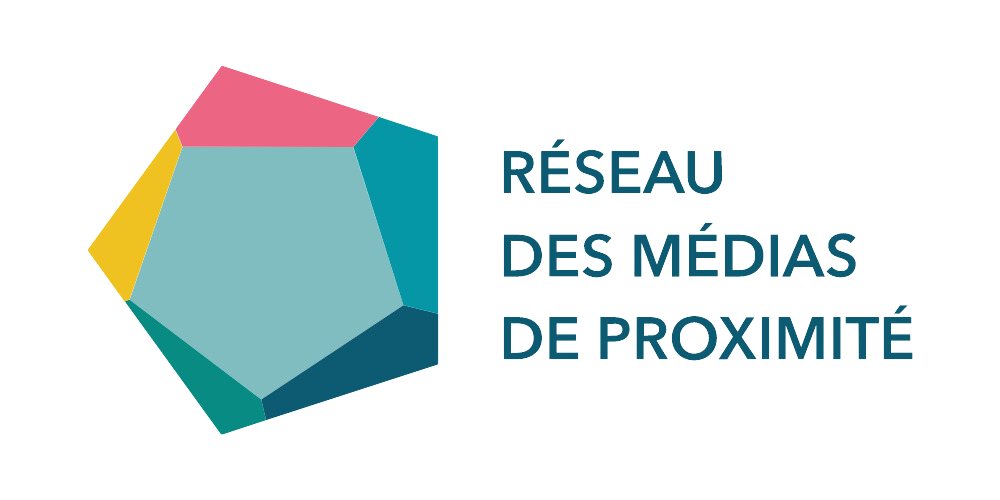 RÉSEAU
DES MÉDIAS
DE PROXIMITÉ